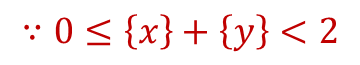 ∵ 0 ≤ {x} + {y} < 2